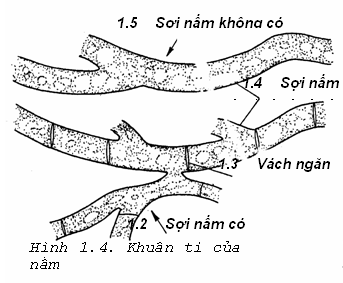 1.5 Sợi nấm không có
1.4 Sợi nấm
1.3 Vách ngăn
1.2 Sợi nấm có
Hình 1.4. Khuẩn ti của
nấm